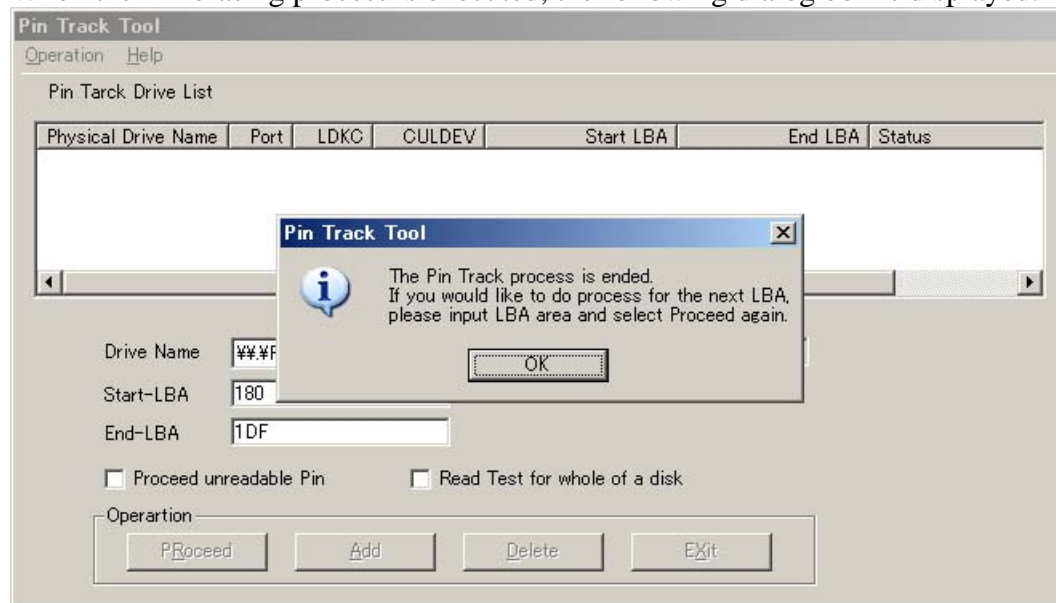 Pin Track Tool
Operation Help
Pin Tarck Drive List
Physical Drive Name Port LDKC CULDEV Start LBA End LBA Status
Pin Track Tool
The Pin Track process is ended.
If you would like to do process for the next LBA,
please input LBA area and select Proceed again.
OK
Drive Name ¥¥.¥P
Start-LBA 180
End-LBA 1DF
Proceed unreadable Pin Read Test for whole of a disk
Operartion
PRoceed Add Delete EXit